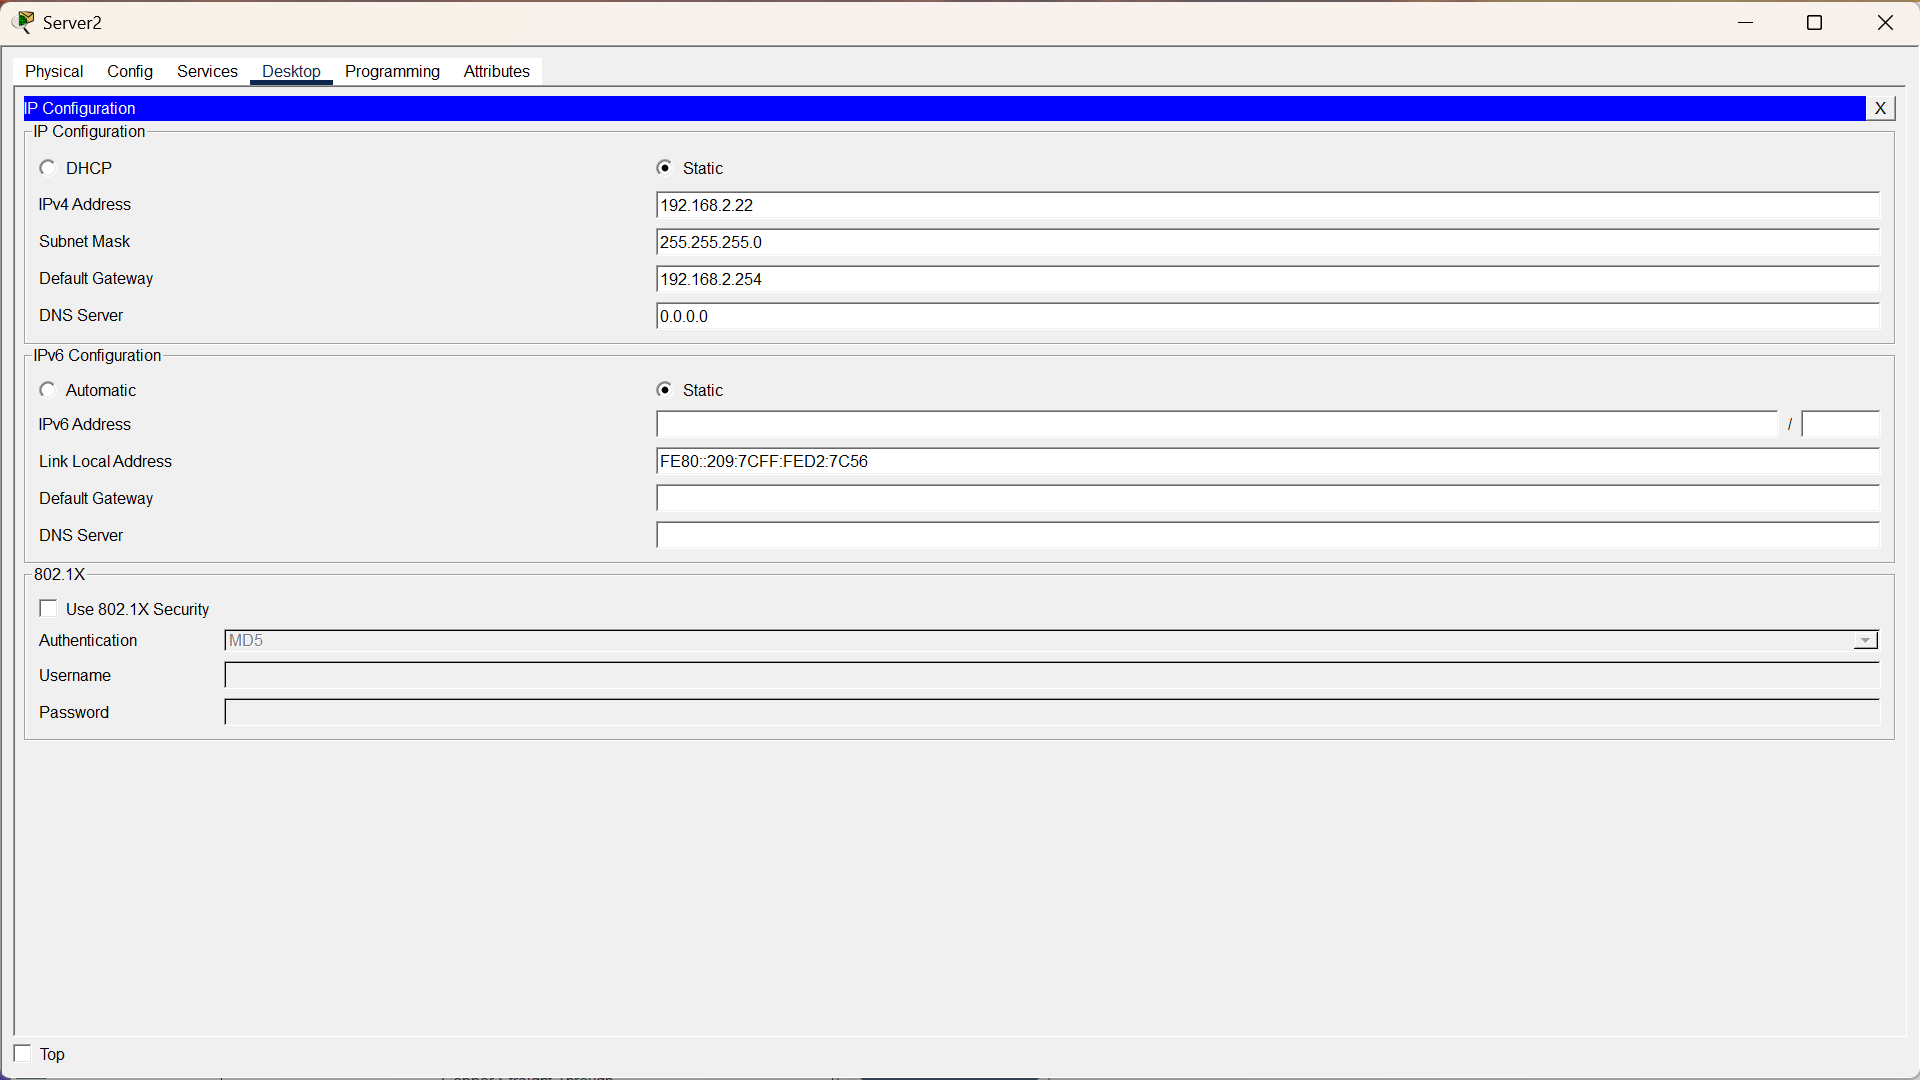 Server2
Physical Config Services Desktop Programming Attributes
IP Configuration X
IP Configuration
DHCP Static
IPv4 Address 192.168.2.22
Subnet Mask 255.255.255.0
Default Gateway 192.168.2.254
DNS Server 0.0.0.0
IPv6 Configuration
Automatic Static
IPv6 Address /
Link Local Address FE80::209:7CFF:FED2:7C56
Default Gateway
DNS Server
802.1X
Use 802.1X Security
Authentication MD5
Username
Password
Top